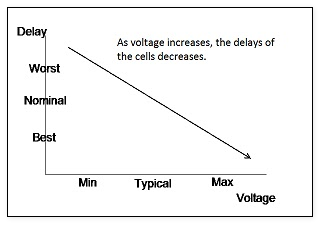 Delay
As voltage increases, the delays of
the cells decreases.
Worst
Nominal
Best
Min Typical Max
Voltage